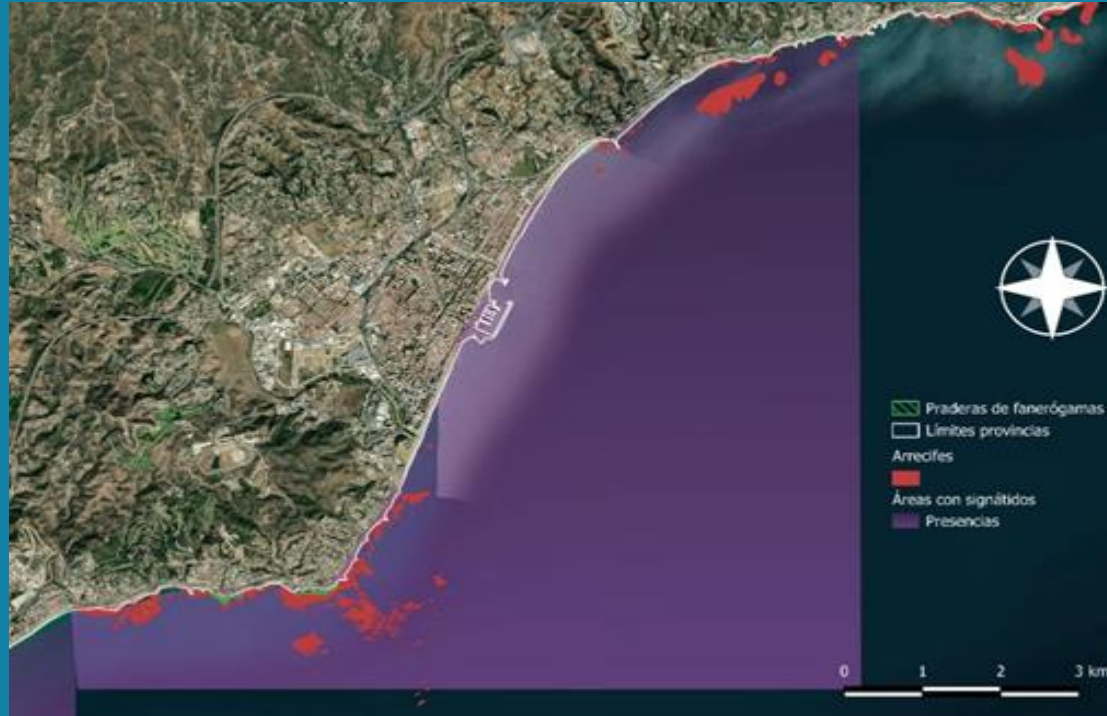 Praderas de fanerógamas
Límites provincias
Arrecifes
Áreas con signátidos
Presencias
0 1 2 3 km